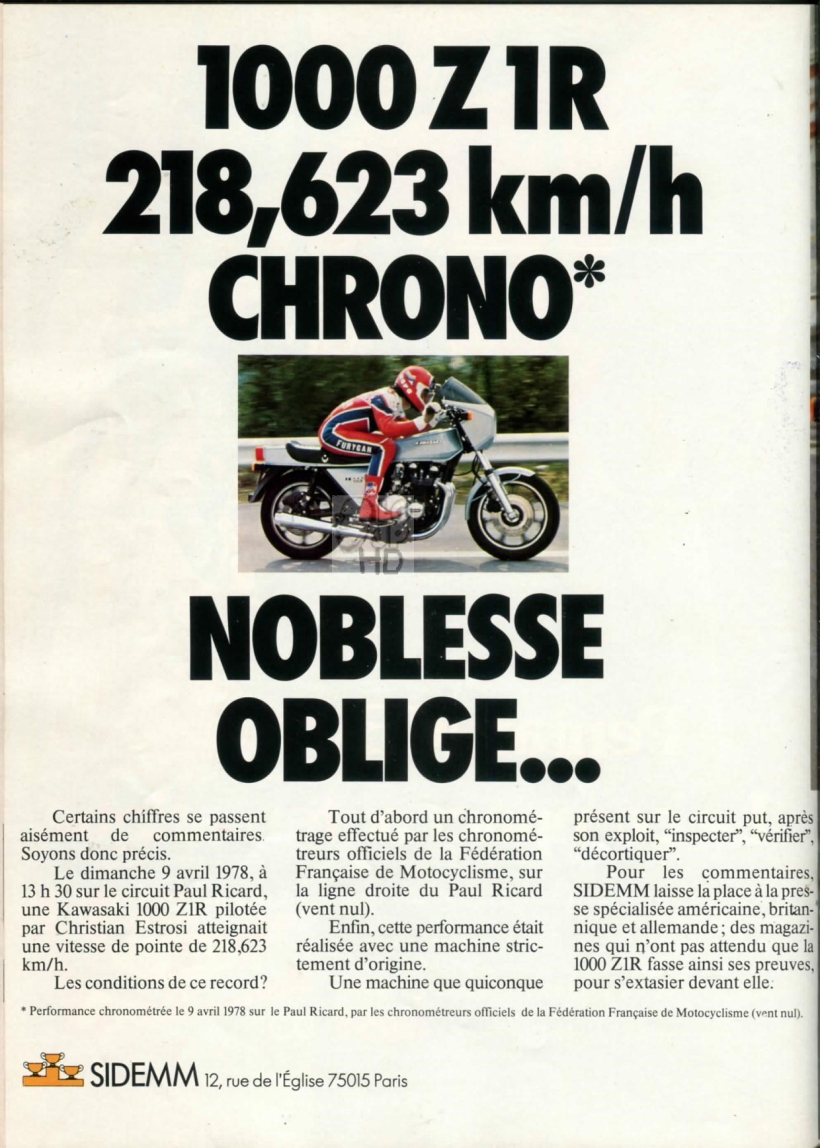 1000 Z 1R
218,623 km/h
CHRONO*
FURYGAN
HD
NOBLESSE
OBLIGE...
Certains chiffres se passent
aisément de commentaires.
Soyons donc précis.
Le dimanche 9 avril 1978, à
13 h 30 sur le circuit Paul Ricard,
une Kawasaki 1000 Z1R pilotée
par Christian Estrosi atteignait
une vitesse de pointe de 218,623
km/h.
Les conditions de ce record?
Tout d'abord un chronomé-
trage effectué par les chronomé-
treurs officiels de la Fédération
Française de Motocyclisme, sur
la ligne droite du Paul Ricard
(vent nul).
Enfin, cette performance était
réalisée avec une machine stric-
tement d'origine.
Une machine que quiconque
présent sur le circuit put, après
son exploit, “inspecter”, “vérifier”,
“décortiquer”.
Pour les commentaires,
SIDEMM laisse la place à la pres-
se spécialisée américaine, britan-
nique et allemande ; des magazi-
nes qui n'ont pas attendu que la
1000 Z1R fasse ainsi ses preuves,
pour s'extasier devant elle.
* Performance chronométrée le 9 avril 1978 sur le Paul Ricard, par les chronométreurs officiels de la Fédération Française de Motocyclisme (vent nul).
SIDEMM 12, rue de l'Église 75015 Paris